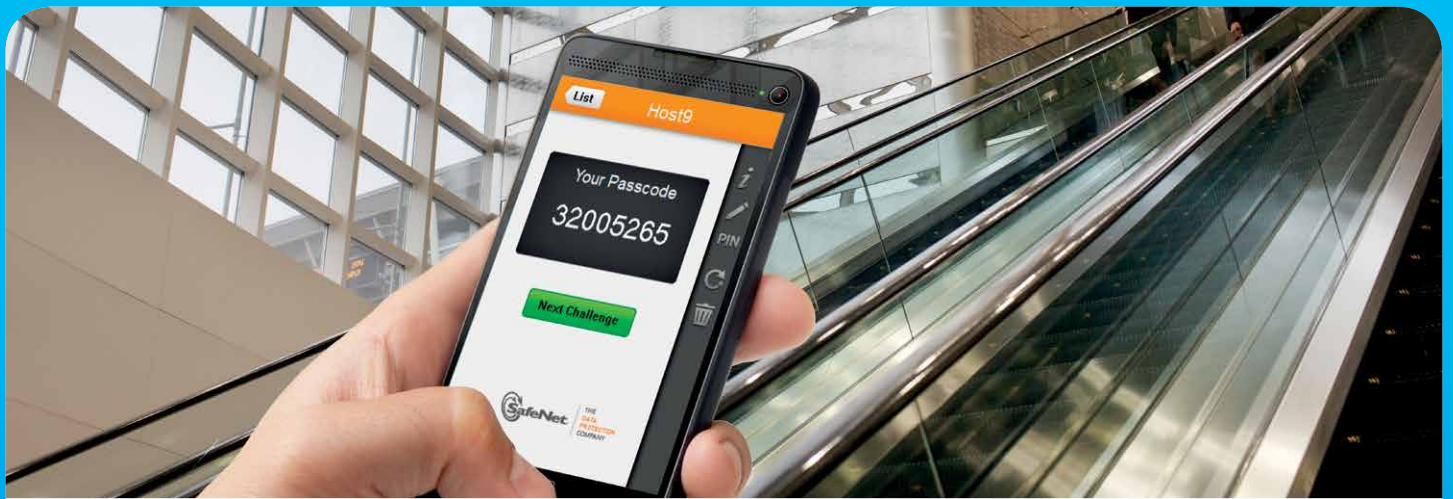 List
Host9
Your Passcode
32005265
PIN
Next Challenge
SafeNet
THE
DATA
PROTECTION
COMPANY